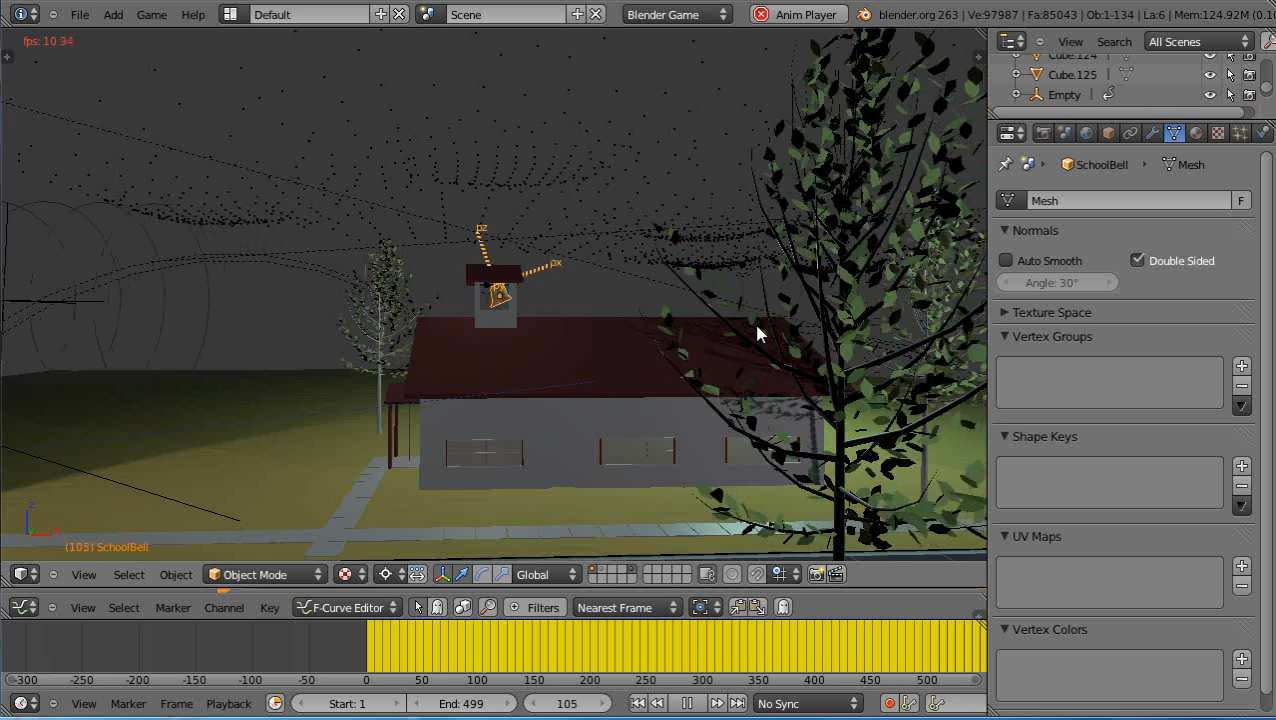 File Add Game Help Default Scene Blender Game Anim Player blender.org 263 | Ve:97987 | Fa:85043 | Ob:1-134 | La:6 | Mem:124.92M (0.1
fps: 10.94
View Search All Scenes
Cube.124
Cube.125
Empty
SchoolBell Mesh
Mesh F
Normals
Auto Smooth Double Sided
Angle: 30°
Texture Space
Vertex Groups
Shape Keys
UV Maps
Vertex Colors
pz
px
(105) SchoolBell
View Select Object Object Mode Global
View Select Marker Channel Key F-Curve Editor Filters Nearest Frame
-300 -250 -200 -150 -100 -50 0 50 100 150 200 250 300 350 400 450 500
View Marker Frame Playback Start: 1 End: 499 105 No Sync